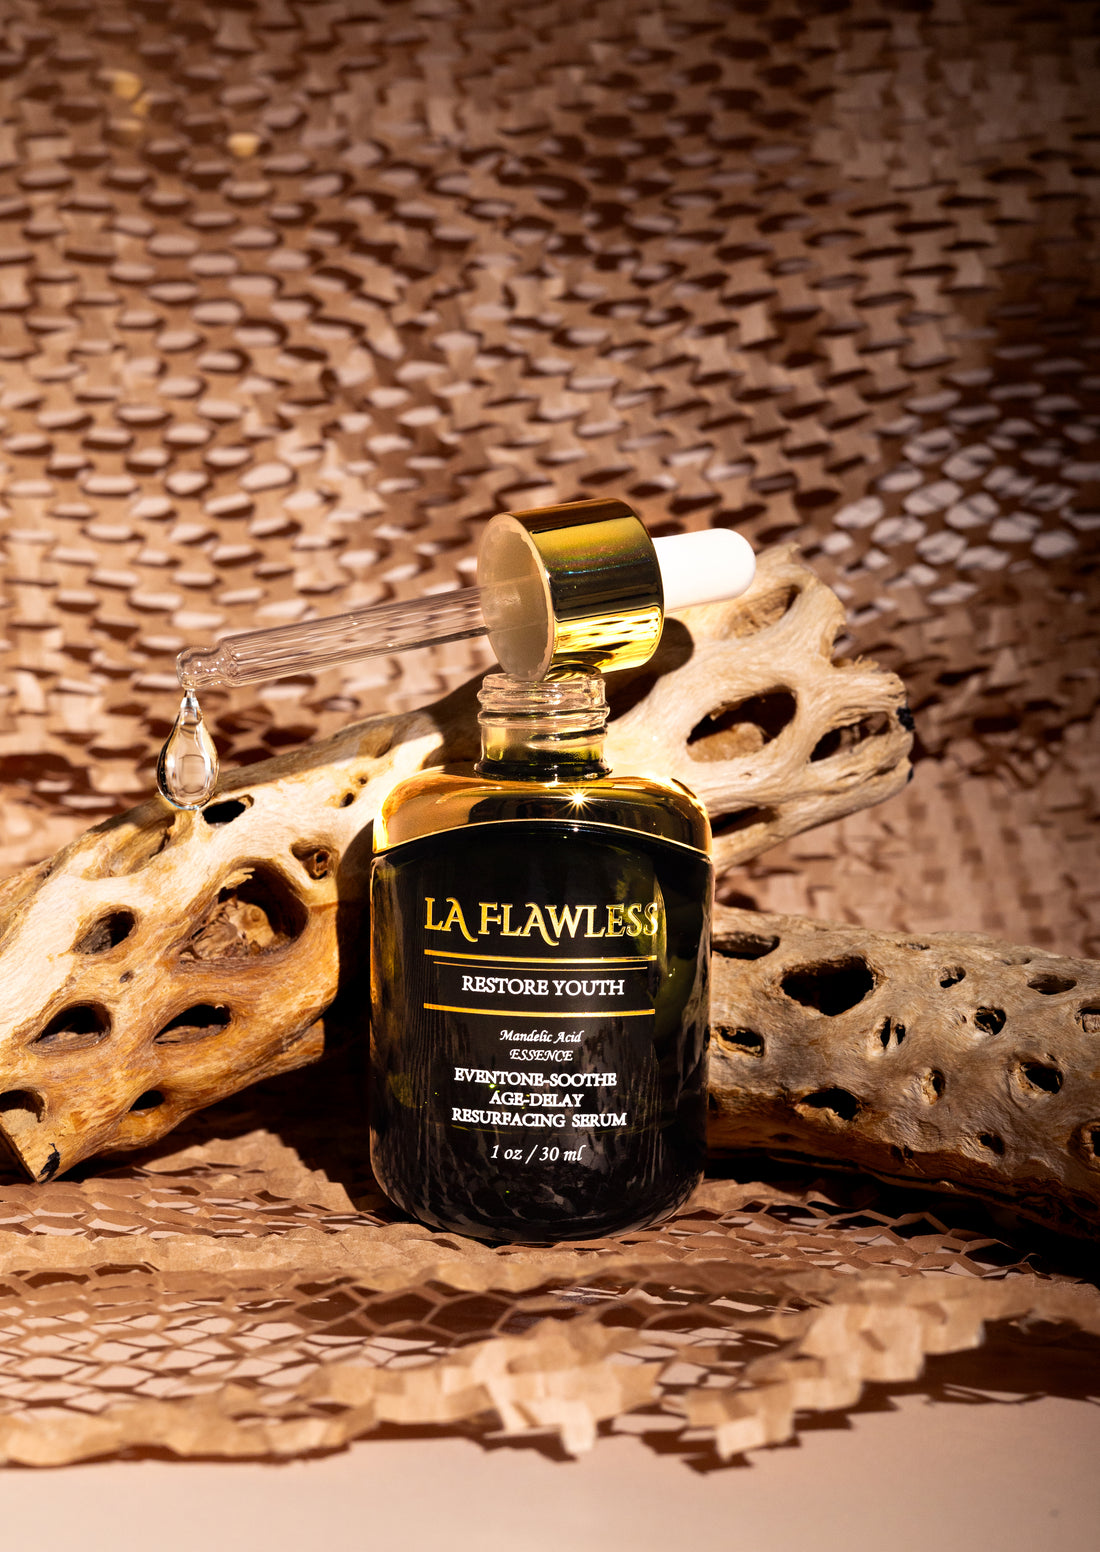 LA FLAWLESS
RESTORE YOUTH
Mandelic Acid
ESSENCE
EVENTONE-SOOTHE
AGE-DELAY
RESURFACING SERUM
1 oz / 30 ml